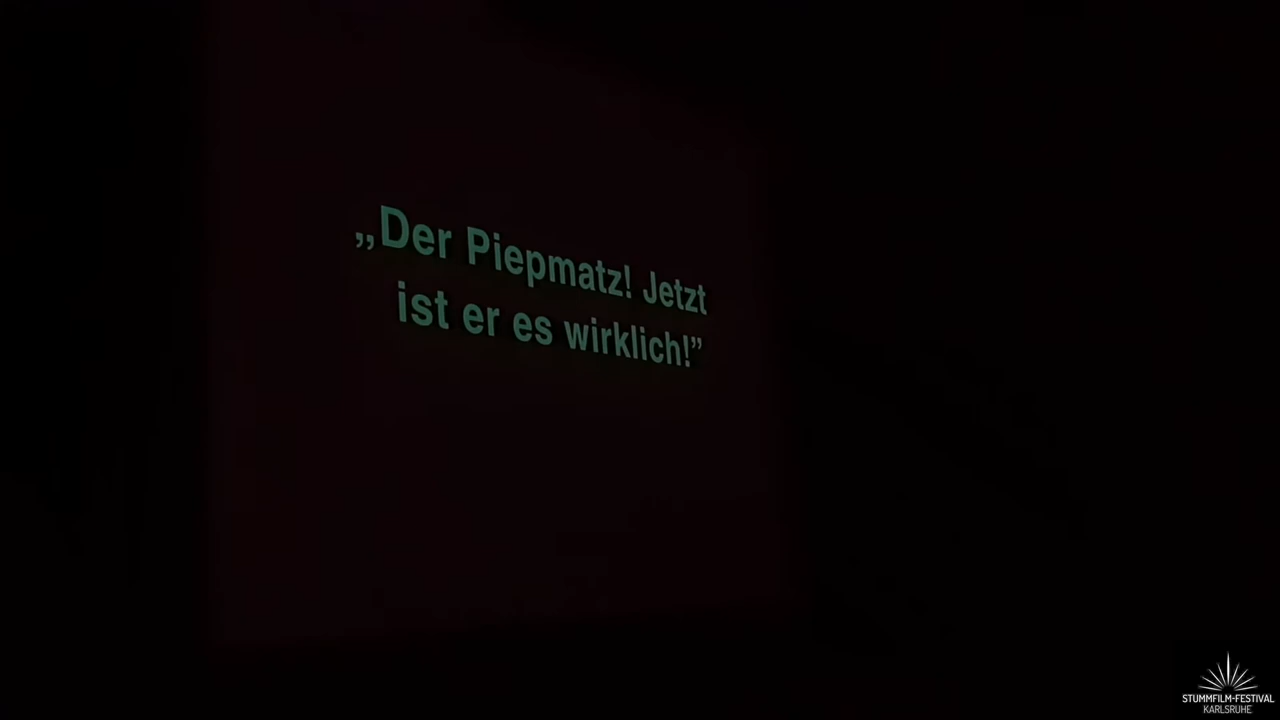 „Der Piepmatz! Jetzt
ist er es wirklich!”
STUMMFILM-FESTIVAL
KARLSRUHE